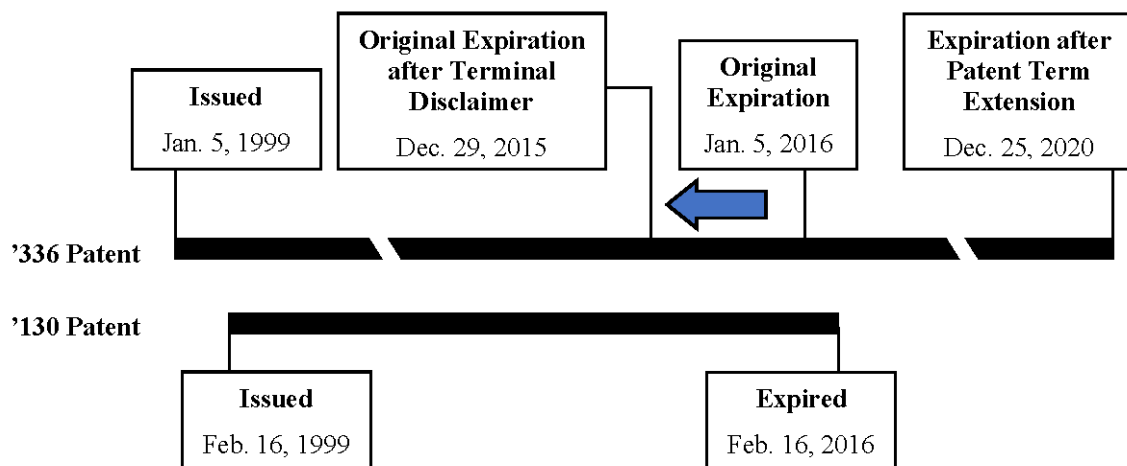 Issued
Jan. 5, 1999
Original Expiration
after Terminal
Disclaimer
Dec. 29, 2015
Original
Expiration
Jan. 5, 2016
Expiration after
Patent Term
Extension
Dec. 25, 2020
’336 Patent
’130 Patent
Issued
Feb. 16, 1999
Expired
Feb. 16, 2016